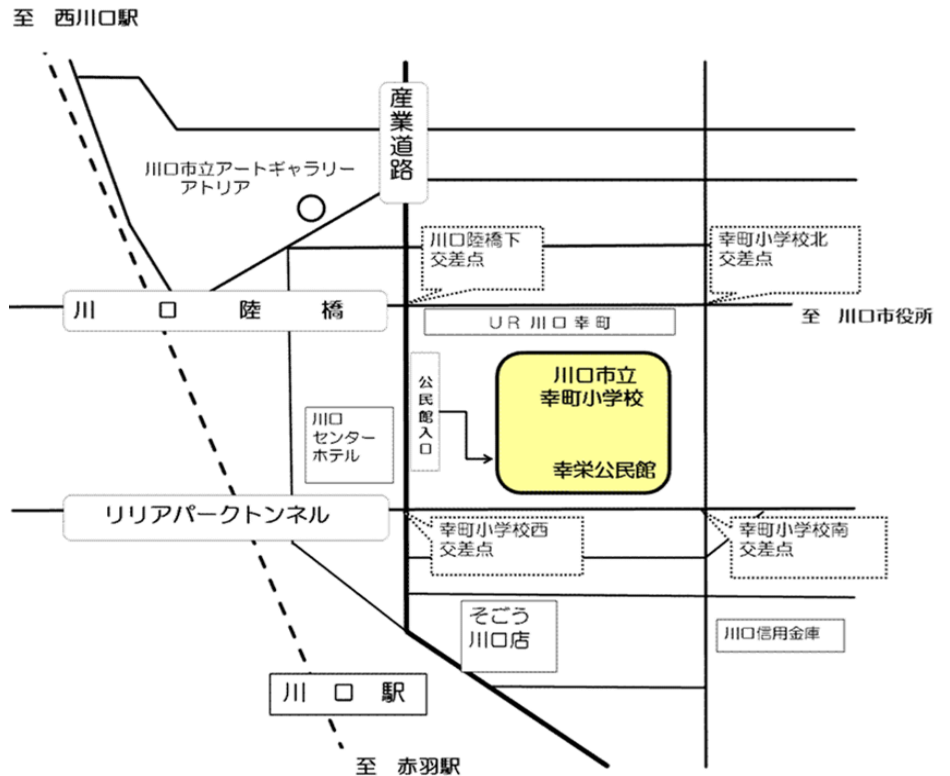 至　西川口駅
産業道路
川口市立アートギャラリー
アトリア
川口陸橋下
交差点
幸町小学校北
交差点
川　口　陸　橋
至　川口市役所
ＵＲ川口幸町
川口市立
幸町小学校
幸栄公民館
公民館入口
川口
センター
ホテル
リリアパークトンネル
幸町小学校西
交差点
幸町小学校南
交差点
そごう
川口店
川口信用金庫
川　口　駅
至　赤羽駅